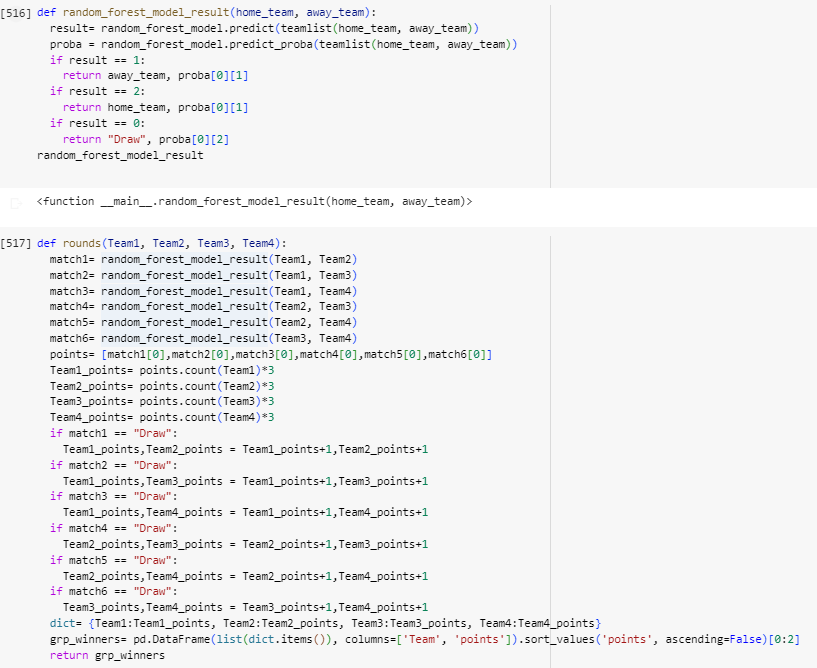 [516] def random_forest_model_result(home_team, away_team):
result= random_forest_model.predict(teamlist(home_team, away_team))
proba = random_forest_model.predict_proba(teamlist(home_team, away_team))
if result == 1:
return away_team, proba[0][1]
if result == 2:
return home_team, proba[0][1]
if result == 0:
return "Draw", proba[0][2]
random_forest_model_result
<function __main__.random_forest_model_result(home_team, away_team)>
[517] def rounds(Team1, Team2, Team3, Team4):
match1= random_forest_model_result(Team1, Team2)
match2= random_forest_model_result(Team1, Team3)
match3= random_forest_model_result(Team1, Team4)
match4= random_forest_model_result(Team2, Team3)
match5= random_forest_model_result(Team2, Team4)
match6= random_forest_model_result(Team3, Team4)
points= [match1[0],match2[0],match3[0],match4[0],match5[0],match6[0]]
Team1_points= points.count(Team1)*3
Team2_points= points.count(Team2)*3
Team3_points= points.count(Team3)*3
Team4_points= points.count(Team4)*3
if match1 == "Draw":
Team1_points,Team2_points = Team1_points+1,Team2_points+1
if match2 == "Draw":
Team1_points,Team3_points = Team1_points+1,Team3_points+1
if match3 == "Draw":
Team1_points,Team4_points = Team1_points+1,Team4_points+1
if match4 == "Draw":
Team2_points,Team3_points = Team2_points+1,Team3_points+1
if match5 == "Draw":
Team2_points,Team4_points = Team2_points+1,Team4_points+1
if match6 == "Draw":
Team3_points,Team4_points = Team3_points+1,Team4_points+1
dict= {Team1:Team1_points, Team2:Team2_points, Team3:Team3_points, Team4:Team4_points}
grp_winners= pd.DataFrame(list(dict.items()), columns=['Team', 'points']).sort_values('points', ascending=False)[0:2]
return grp_winners